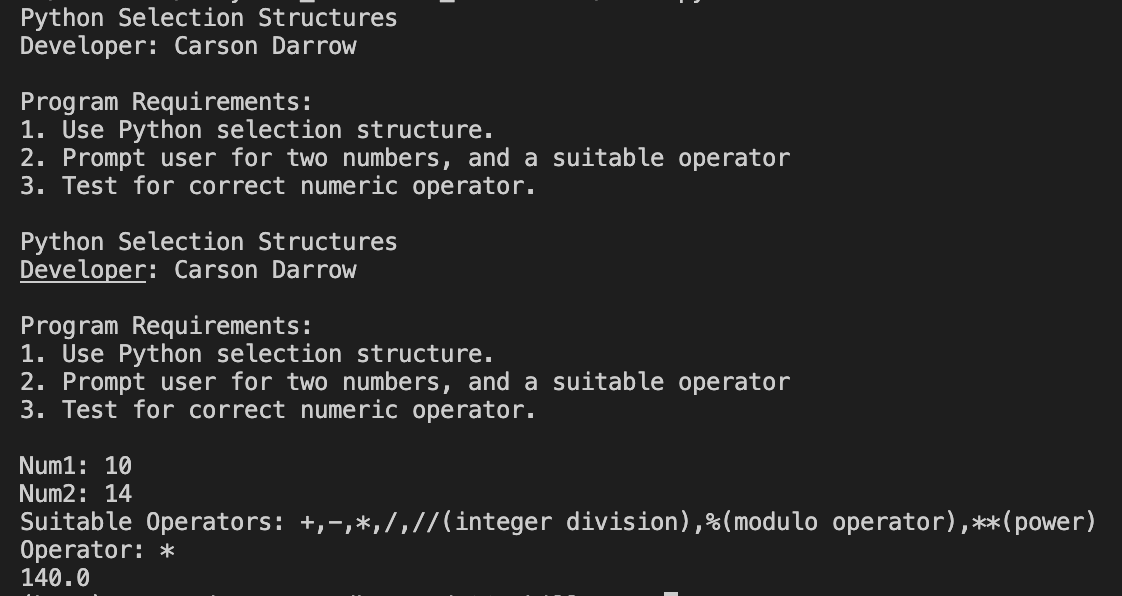 Python Selection Structures
Developer: Carson Darrow
Program Requirements:
1. Use Python selection structure.
2. Prompt user for two numbers, and a suitable operator
3. Test for correct numeric operator.
Python Selection Structures
Developer: Carson Darrow
Program Requirements:
1. Use Python selection structure.
2. Prompt user for two numbers, and a suitable operator
3. Test for correct numeric operator.
Num1: 10
Num2: 14
Suitable Operators: +,-,*,/,//(integer division),%(modulo operator),**(power)
Operator: *
140.0